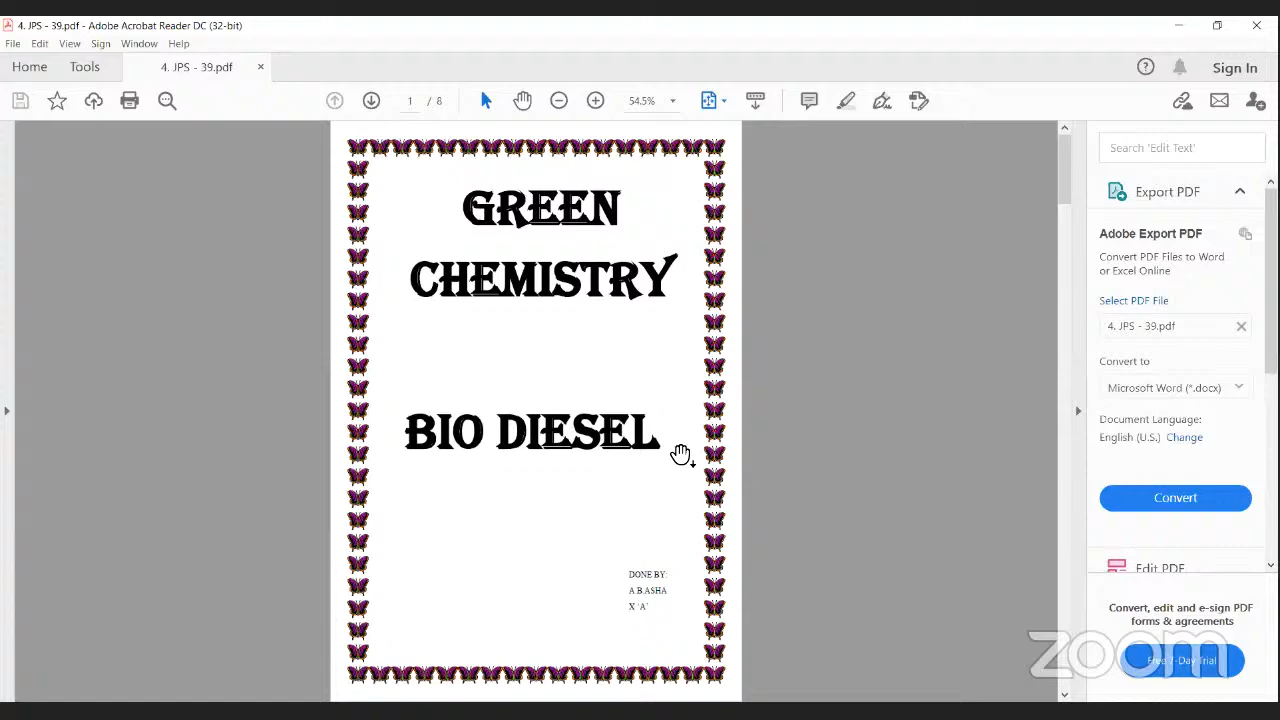 4. JPS - 39.pdf - Adobe Acrobat Reader DC (32-bit)
File Edit View Sign Window Help
Home Tools 4. JPS - 39.pdf Sign In
1 / 8 54.5%
GREEN
CHEMISTRY
BIO DIESEL
DONE BY:
A.B.ASHA
X 'A'
Search 'Edit Text'
Export PDF
Adobe Export PDF
Convert PDF Files to Word
or Excel Online
Select PDF File
4. JPS - 39.pdf
Convert to
Microsoft Word (*.docx)
Document Language:
English (U.S.) Change
Convert
Edit PDF
Convert, edit and e-sign PDF
forms & agreements
Free 7-Day Trial
zoom